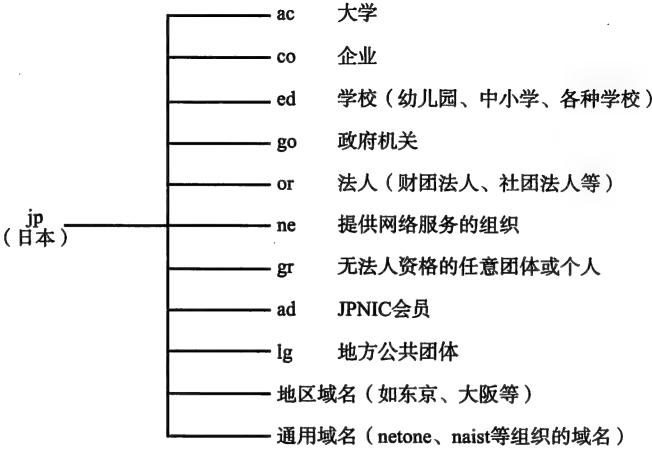 ac 大学
co 企业
ed 学校（幼儿园、中小学、各种学校）
go 政府机关
or 法人（财团法人、社团法人等）
jp
（日本）
ne 提供网络服务的组织
gr 无法人资格的任意团体或个人
ad JPNIC会员
lg 地方公共团体
地区域名（如东京、大阪等）
通用域名（netone、naist等组织的域名）